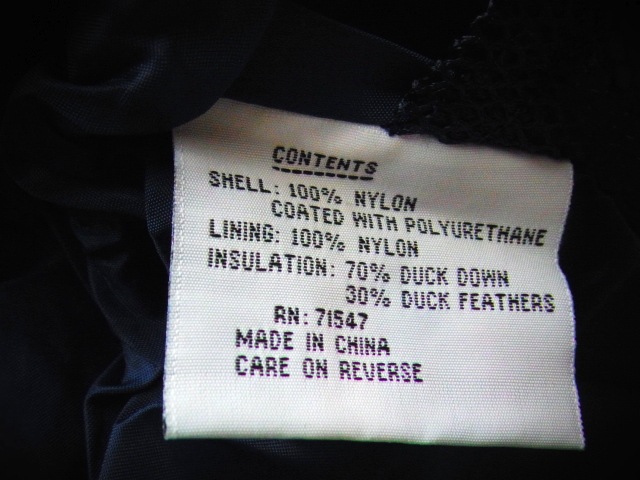 CONTENTS
SHELL: 100% NYLON
COATED WITH POLYURETHANE
LINING: 100% NYLON
INSULATION: 70% DUCK DOWN
30% DUCK FEATHERS
RN: 71547
MADE IN CHINA
CARE ON REVERSE